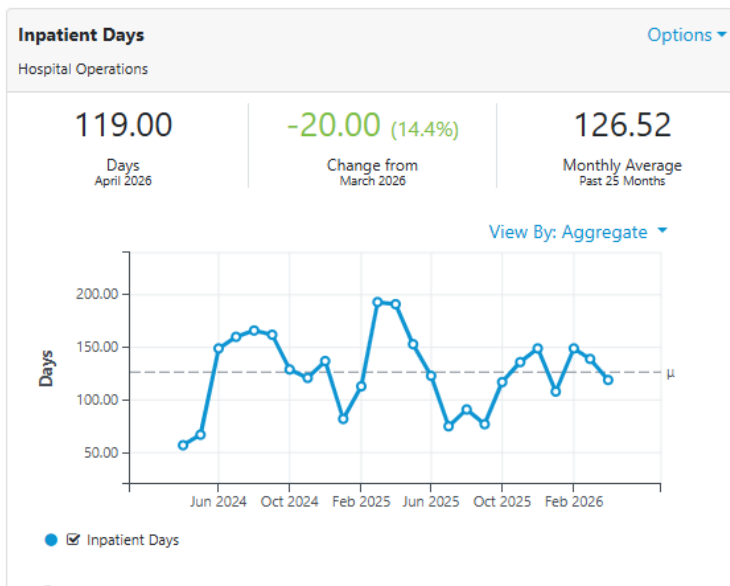 Inpatient Days
Options
Hospital Operations
119.00
-20.00 (14.4%)
126.52
Days
April 2026
Change from
March 2026
Monthly Average
Past 25 Months
View By: Aggregate
200.00
150.00
100.00
50.00
Days
μ
Jun 2024 Oct 2024 Feb 2025 Jun 2025 Oct 2025 Feb 2026
Inpatient Days